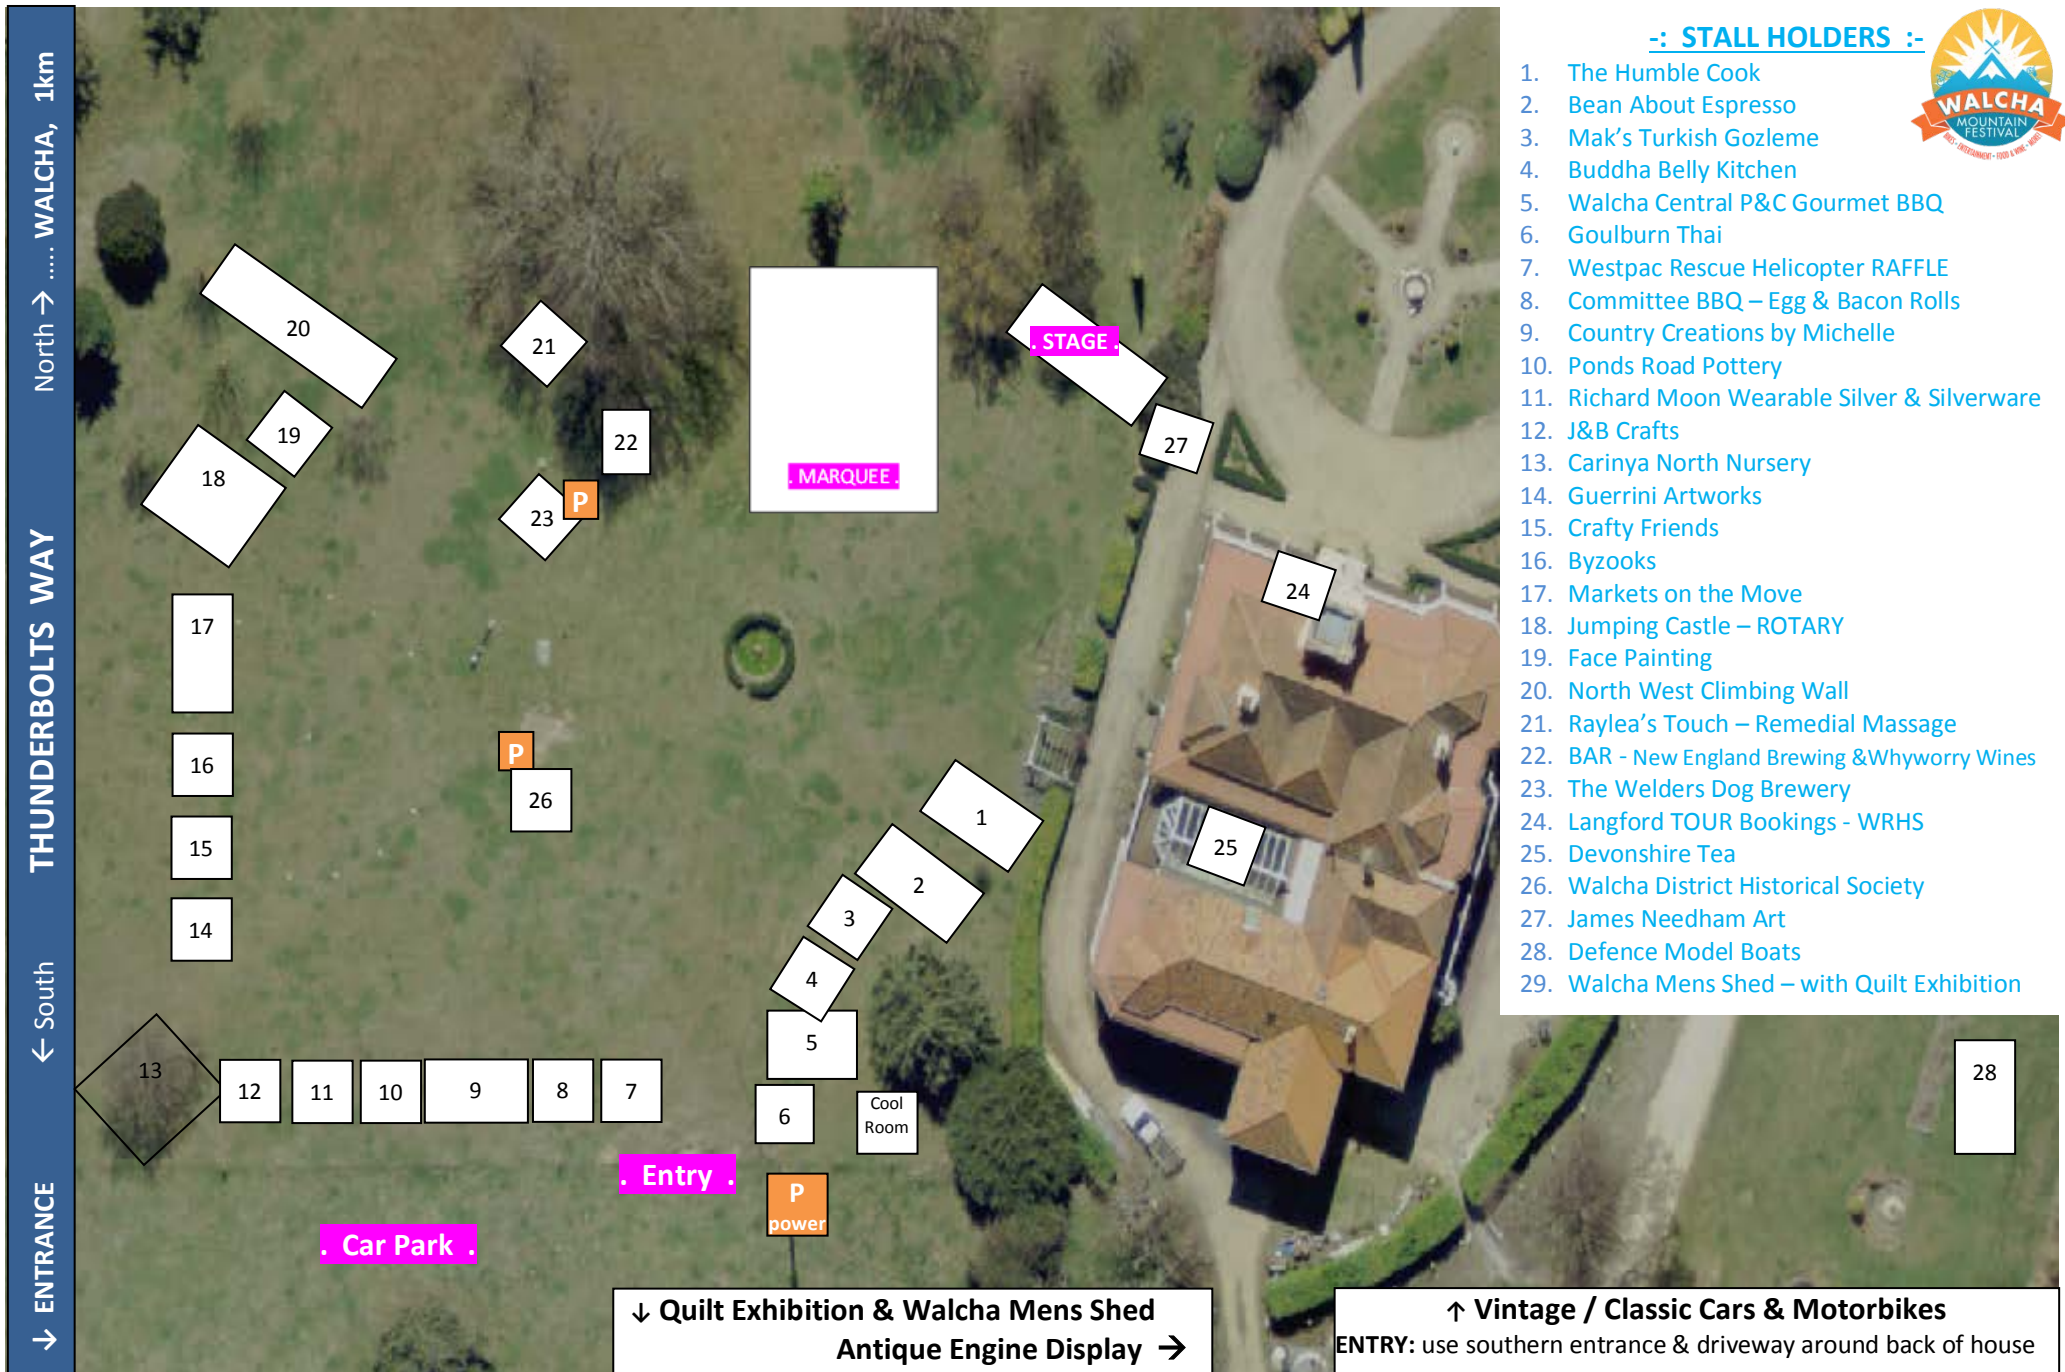 -: STALL HOLDERS :-
1. The Humble Cook
2. Bean About Espresso
3. Mak's Turkish Gozleme
4. Buddha Belly Kitchen
5. Walcha Central P&C Gourmet BBQ
6. Goulburn Thai
7. Westpac Rescue Helicopter RAFFLE
8. Committee BBQ – Egg & Bacon Rolls
9. Country Creations by Michelle
10. Ponds Road Pottery
11. Richard Moon Wearable Silver & Silverware
12. J&B Crafts
13. Carinya North Nursery
14. Guerrini Artworks
15. Crafty Friends
16. Byzooks
17. Markets on the Move
18. Jumping Castle – ROTARY
19. Face Painting
20. North West Climbing Wall
21. Raylea's Touch – Remedial Massage
22. BAR - New England Brewing &Whyworry Wines
23. The Welders Dog Brewery
24. Langford TOUR Bookings - WRHS
25. Devonshire Tea
26. Walcha District Historical Society
27. James Needham Art
28. Defence Model Boats
29. Walcha Mens Shed – with Quilt Exhibition
WALCHA
MOUNTAIN
FESTIVAL
← ENTRANCE ← South THUNDERBOLTS WAY North → ..... WALCHA, 1km
20
21
. STAGE .
19
22
27
18
. MARQUEE .
23
P
24
17
16
P
26
1
15
25
2
3
14
4
5
13
12
11
10
9
8
7
6
Cool
Room
28
. Entry .
P
power
. Car Park .
↓ Quilt Exhibition & Walcha Mens Shed
Antique Engine Display →
↑ Vintage / Classic Cars & Motorbikes
ENTRY: use southern entrance & driveway around back of house